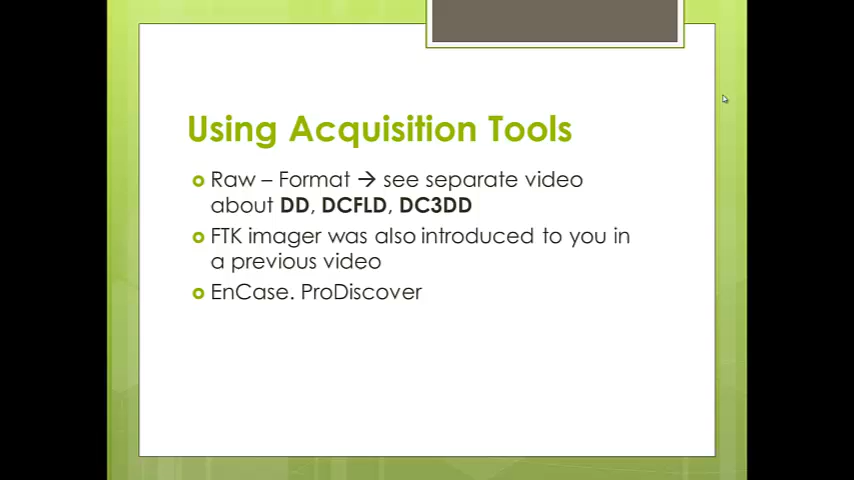 Using Acquisition Tools
Raw – Format → see separate video
about DD, DCFLD, DC3DD
FTK imager was also introduced to you in
a previous video
EnCase. ProDiscover